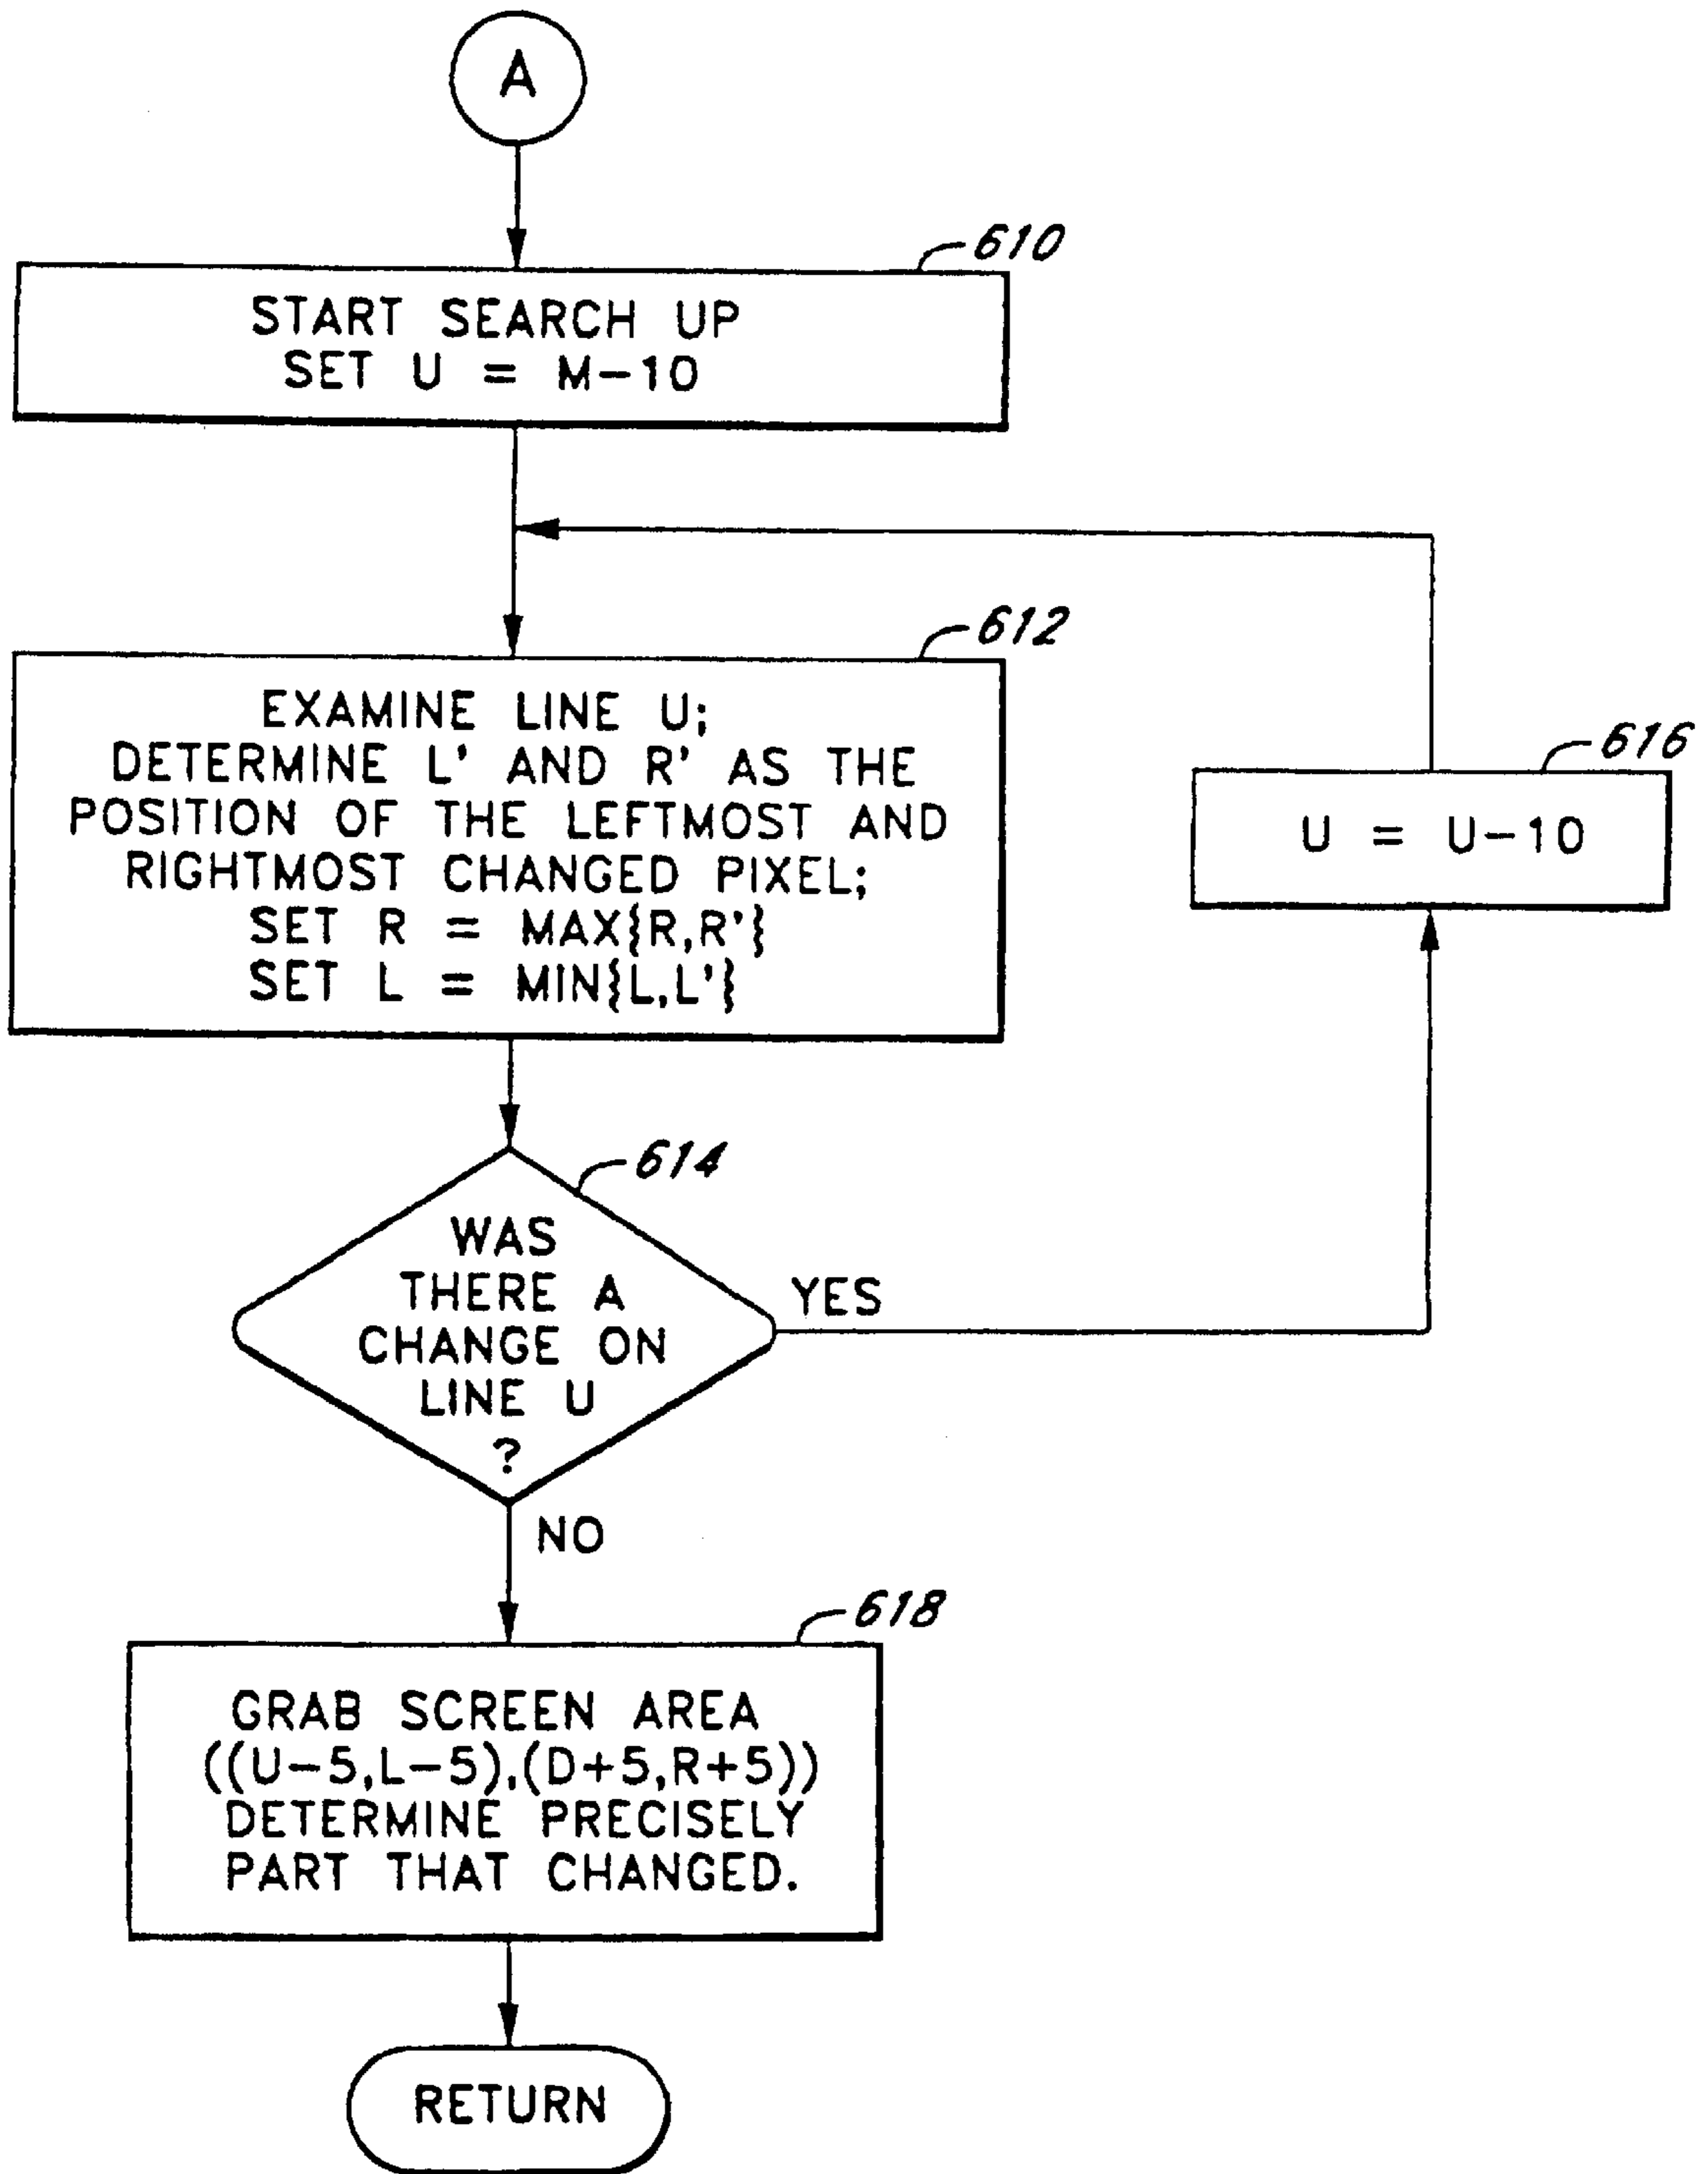 A
610
START SEARCH UP
SET U = M-10
612
EXAMINE LINE U;
DETERMINE L' AND R' AS THE
POSITION OF THE LEFTMOST AND
RIGHTMOST CHANGED PIXEL;
SET R = MAX{R,R'}
SET L = MIN{L,L'}
616
U = U-10
614
WAS
THERE A
CHANGE ON
LINE U
?
YES
NO
618
GRAB SCREEN AREA
((U-5,L-5),(D+5,R+5))
DETERMINE PRECISELY
PART THAT CHANGED.
RETURN